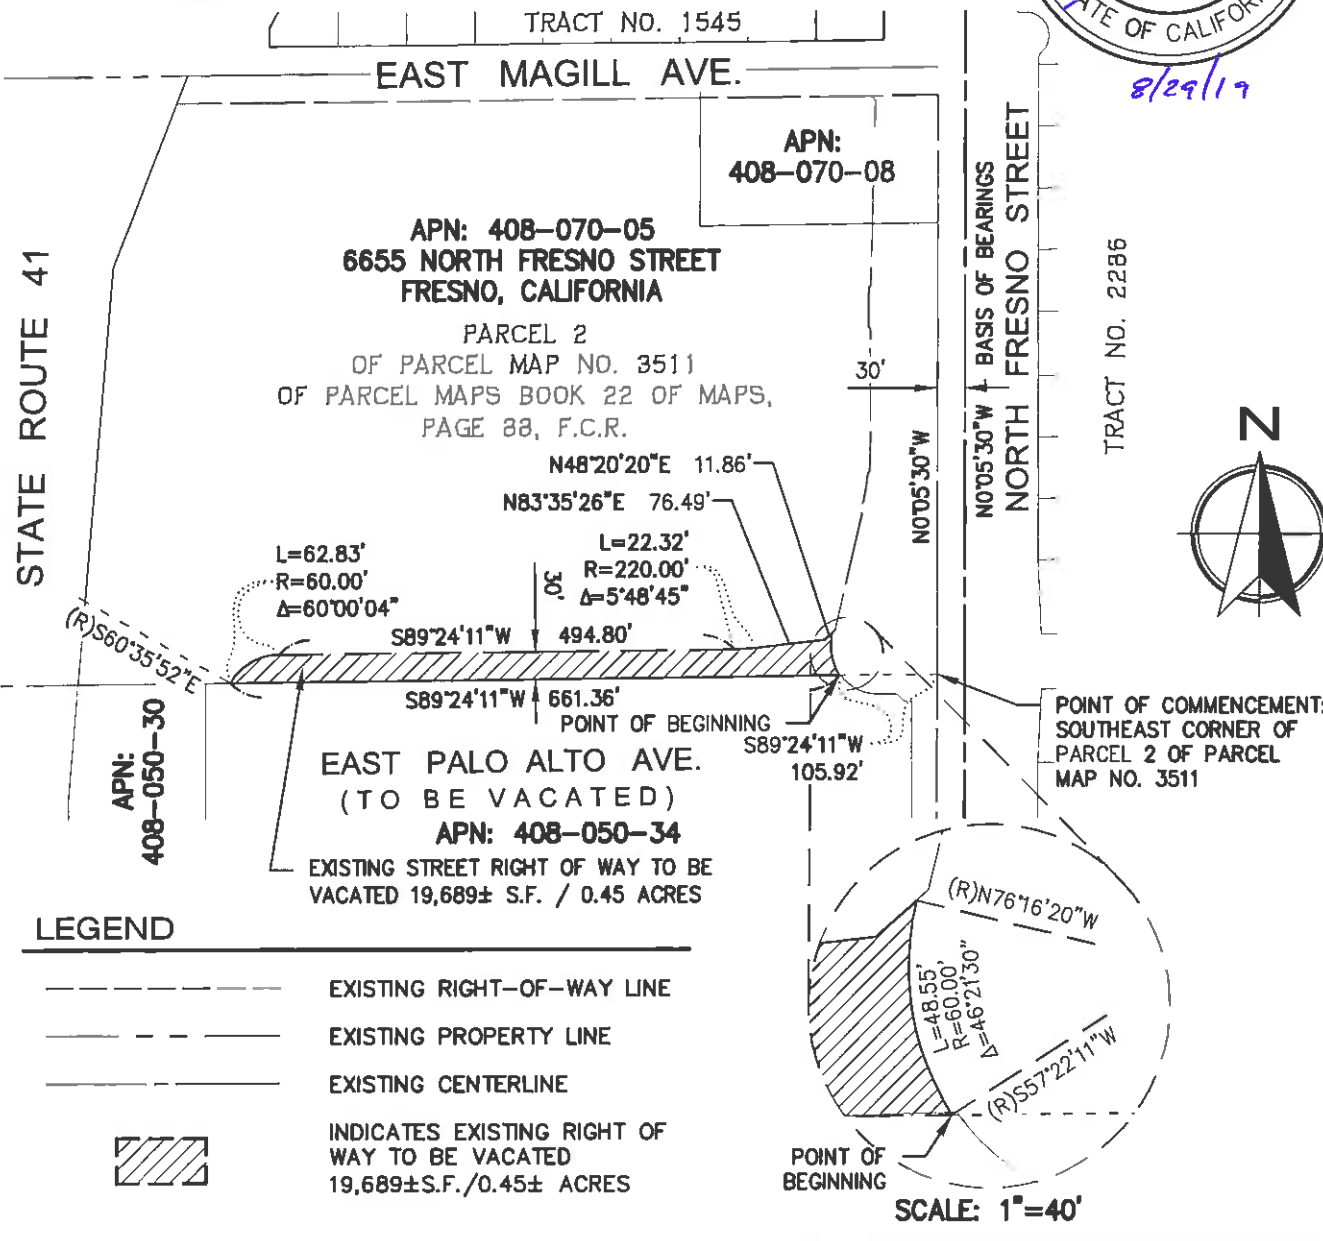 TRACT NO. 1545
ATE OF CALIFOR
8/29/19
EAST MAGILL AVE.
APN:
408-070-08
APN: 408-070-05
6655 NORTH FRESNO STREET
FRESNO, CALIFORNIA
PARCEL 2
OF PARCEL MAP NO. 3511
OF PARCEL MAPS BOOK 22 OF MAPS,
PAGE 88, F.C.R.
STATE ROUTE 41
30'
N0°05'30"W
N0°05'30"W BASIS OF BEARINGS
NORTH FRESNO STREET
TRACT NO. 2286
N
N48°20'20"E 11.86'
N83°35'26"E 76.49'
L=62.83'
R=60.00'
Δ=60°00'04"
L=22.32'
R=220.00'
Δ=5°48'45"
30'
(R)S60°35'52"E
S89°24'11"W 494.80'
S89°24'11"W 661.36'
POINT OF BEGINNING
S89°24'11"W
105.92'
POINT OF COMMENCEMENT:
SOUTHEAST CORNER OF
PARCEL 2 OF PARCEL
MAP NO. 3511
APN:
408-050-30
EAST PALO ALTO AVE.
(TO BE VACATED)
APN: 408-050-34
EXISTING STREET RIGHT OF WAY TO BE
VACATED 19,689± S.F. / 0.45 ACRES
LEGEND
EXISTING RIGHT-OF-WAY LINE
EXISTING PROPERTY LINE
EXISTING CENTERLINE
INDICATES EXISTING RIGHT OF
WAY TO BE VACATED
19,689±S.F./0.45± ACRES
(R)N76°16'20"W
L=48.55'
R=60.00'
Δ=46°21'30"
(R)S57°22'11"W
POINT OF
BEGINNING
SCALE: 1"=40'